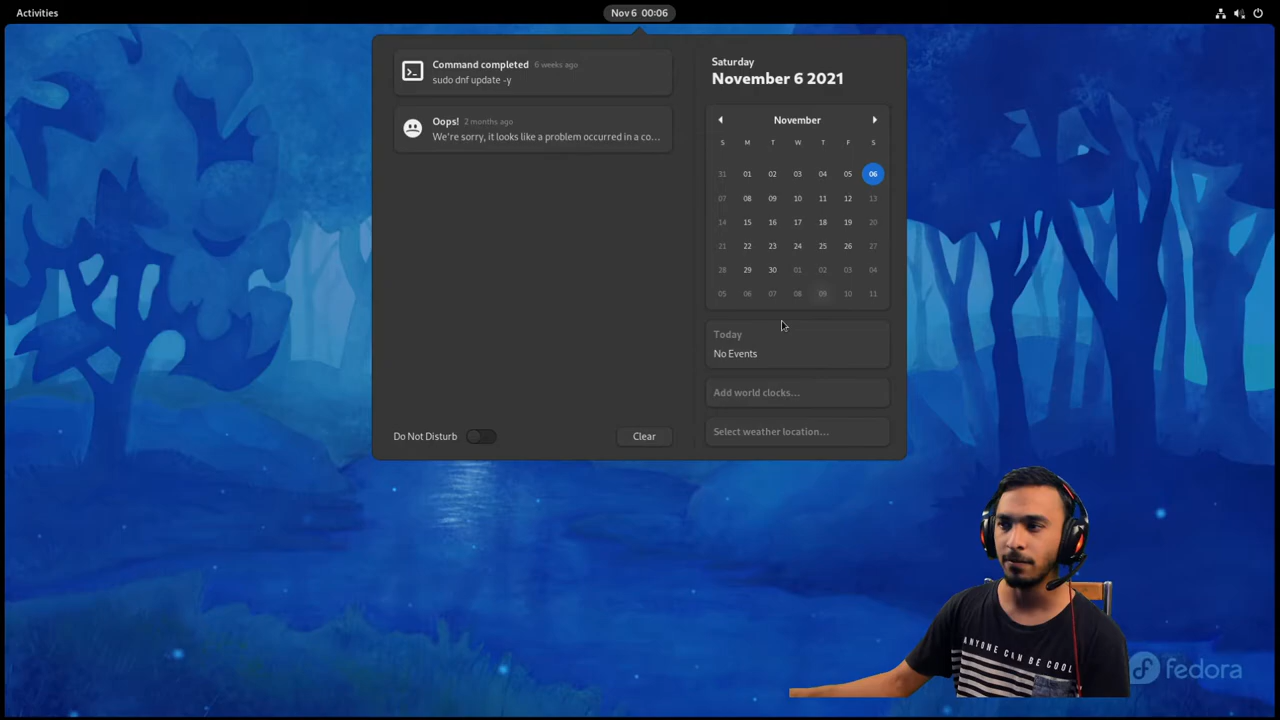 Activities
Nov 6 00:06
Command completed 6 weeks ago
sudo dnf update -y
Oops! 2 months ago
We're sorry, it looks like a problem occurred in a co...
Do Not Disturb
Clear
Saturday
November 6 2021
November
S M T W T F S
31 01 02 03 04 05 06
07 08 09 10 11 12 13
14 15 16 17 18 19 20
21 22 23 24 25 26 27
28 29 30 01 02 03 04
05 06 07 08 09 10 11
Today
No Events
Add world clocks...
Select weather location...
ANYONE CAN BE COOL
fedora